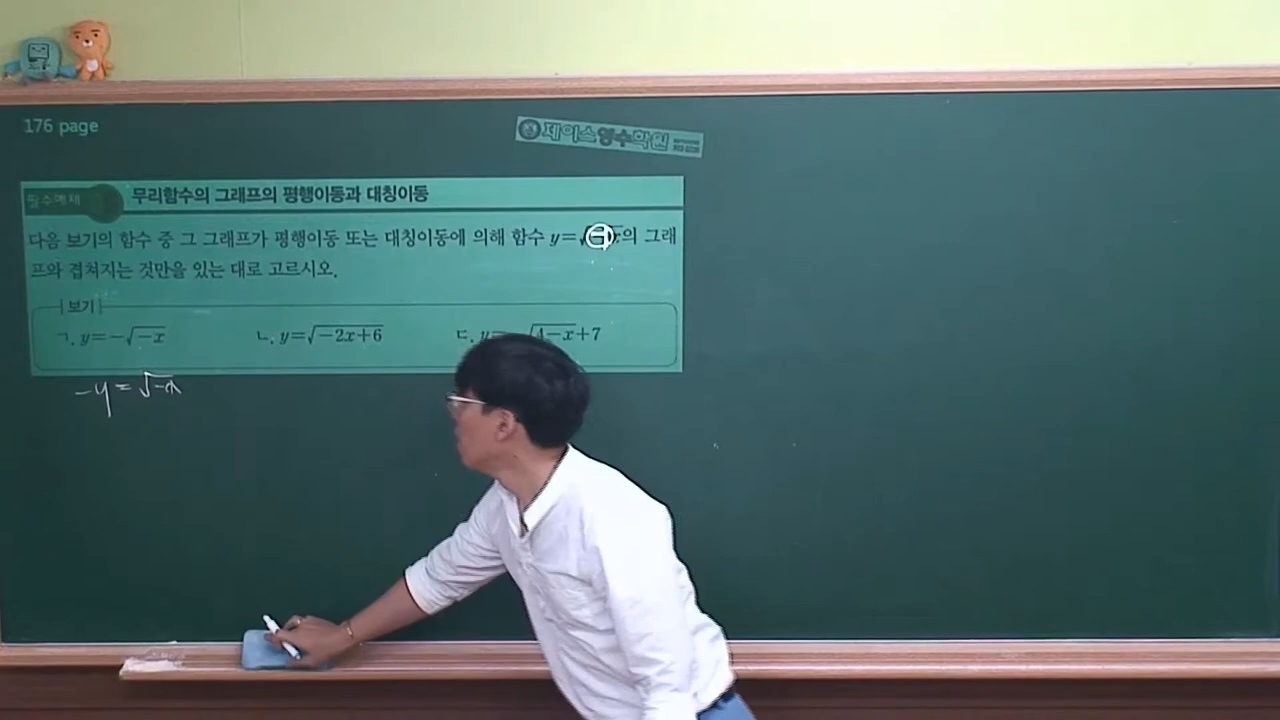 176 page
제이스영수학원
필수예제 무리함수의 그래프의 평행이동과 대칭이동
다음 보기의 함수 중 그 그래프가 평행이동 또는 대칭이동에 의해 함수 y=√-x의 그래
프와 겹쳐지는 것만을 있는 대로 고르시오.
보기
ㄱ. y=-√-x ㄴ. y=√-2x+6 ㄷ. y= √4-x+7
-y=√-x